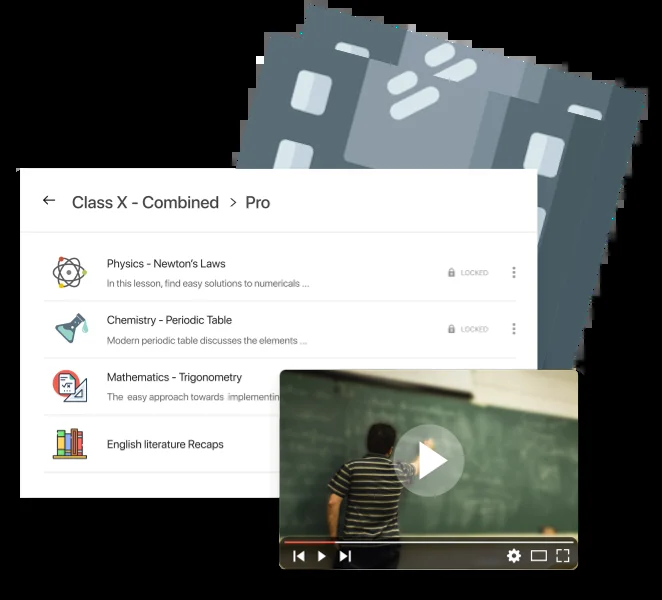 Class X - Combined > Pro
Physics - Newton's Laws
LOCKED
In this lesson, find easy solutions to numericals ...
Chemistry - Periodic Table
LOCKED
Modern periodic table discusses the elements ...
Mathematics - Trigonometry
The easy approach towards implementin
English literature Recaps